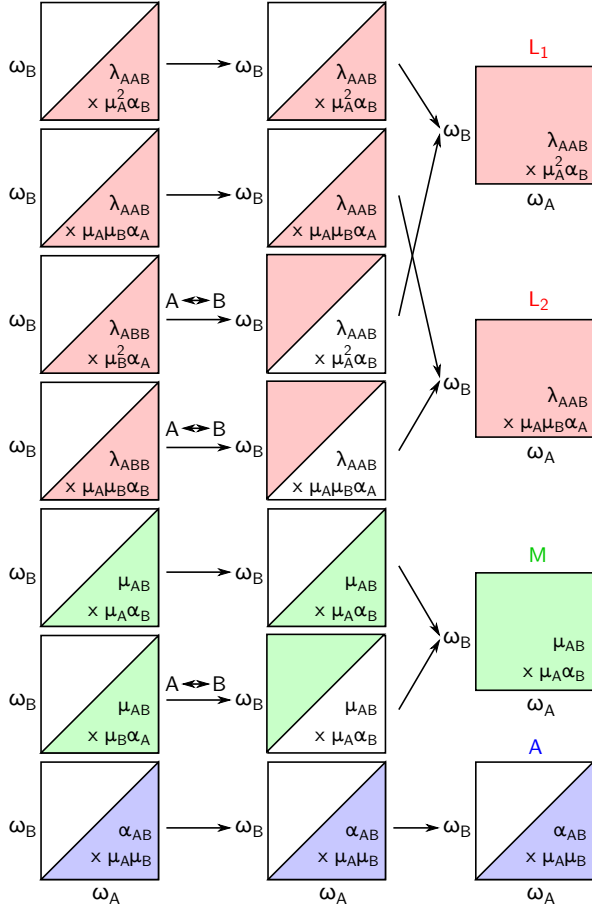 ω_B
λ_AAB
× μ_A²α_B
ω_B
λ_AAB
× μ_A²α_B
L₁
ω_B
λ_AAB
× μ_A²α_B
ω_A
ω_B
λ_AAB
× μ_Aμ_Bα_A
ω_B
λ_AAB
× μ_Aμ_Bα_A
ω_B
λ_ABB
× μ_B²α_A
A B
ω_B
λ_AAB
× μ_A²α_B
L₂
ω_B
λ_AAB
× μ_Aμ_Bα_A
ω_A
ω_B
λ_ABB
× μ_Aμ_Bα_B
A B
ω_B
λ_AAB
× μ_Aμ_Bα_A
ω_B
μ_AB
× μ_Aα_B
ω_B
μ_AB
× μ_Aα_B
M
ω_B
μ_AB
× μ_Aα_B
ω_A
ω_B
μ_AB
× μ_Bα_A
A B
ω_B
μ_AB
× μ_Aα_B
ω_B
α_AB
× μ_Aμ_B
ω_A
ω_B
α_AB
× μ_Aμ_B
ω_A
A
ω_B
α_AB
× μ_Aμ_B
ω_A